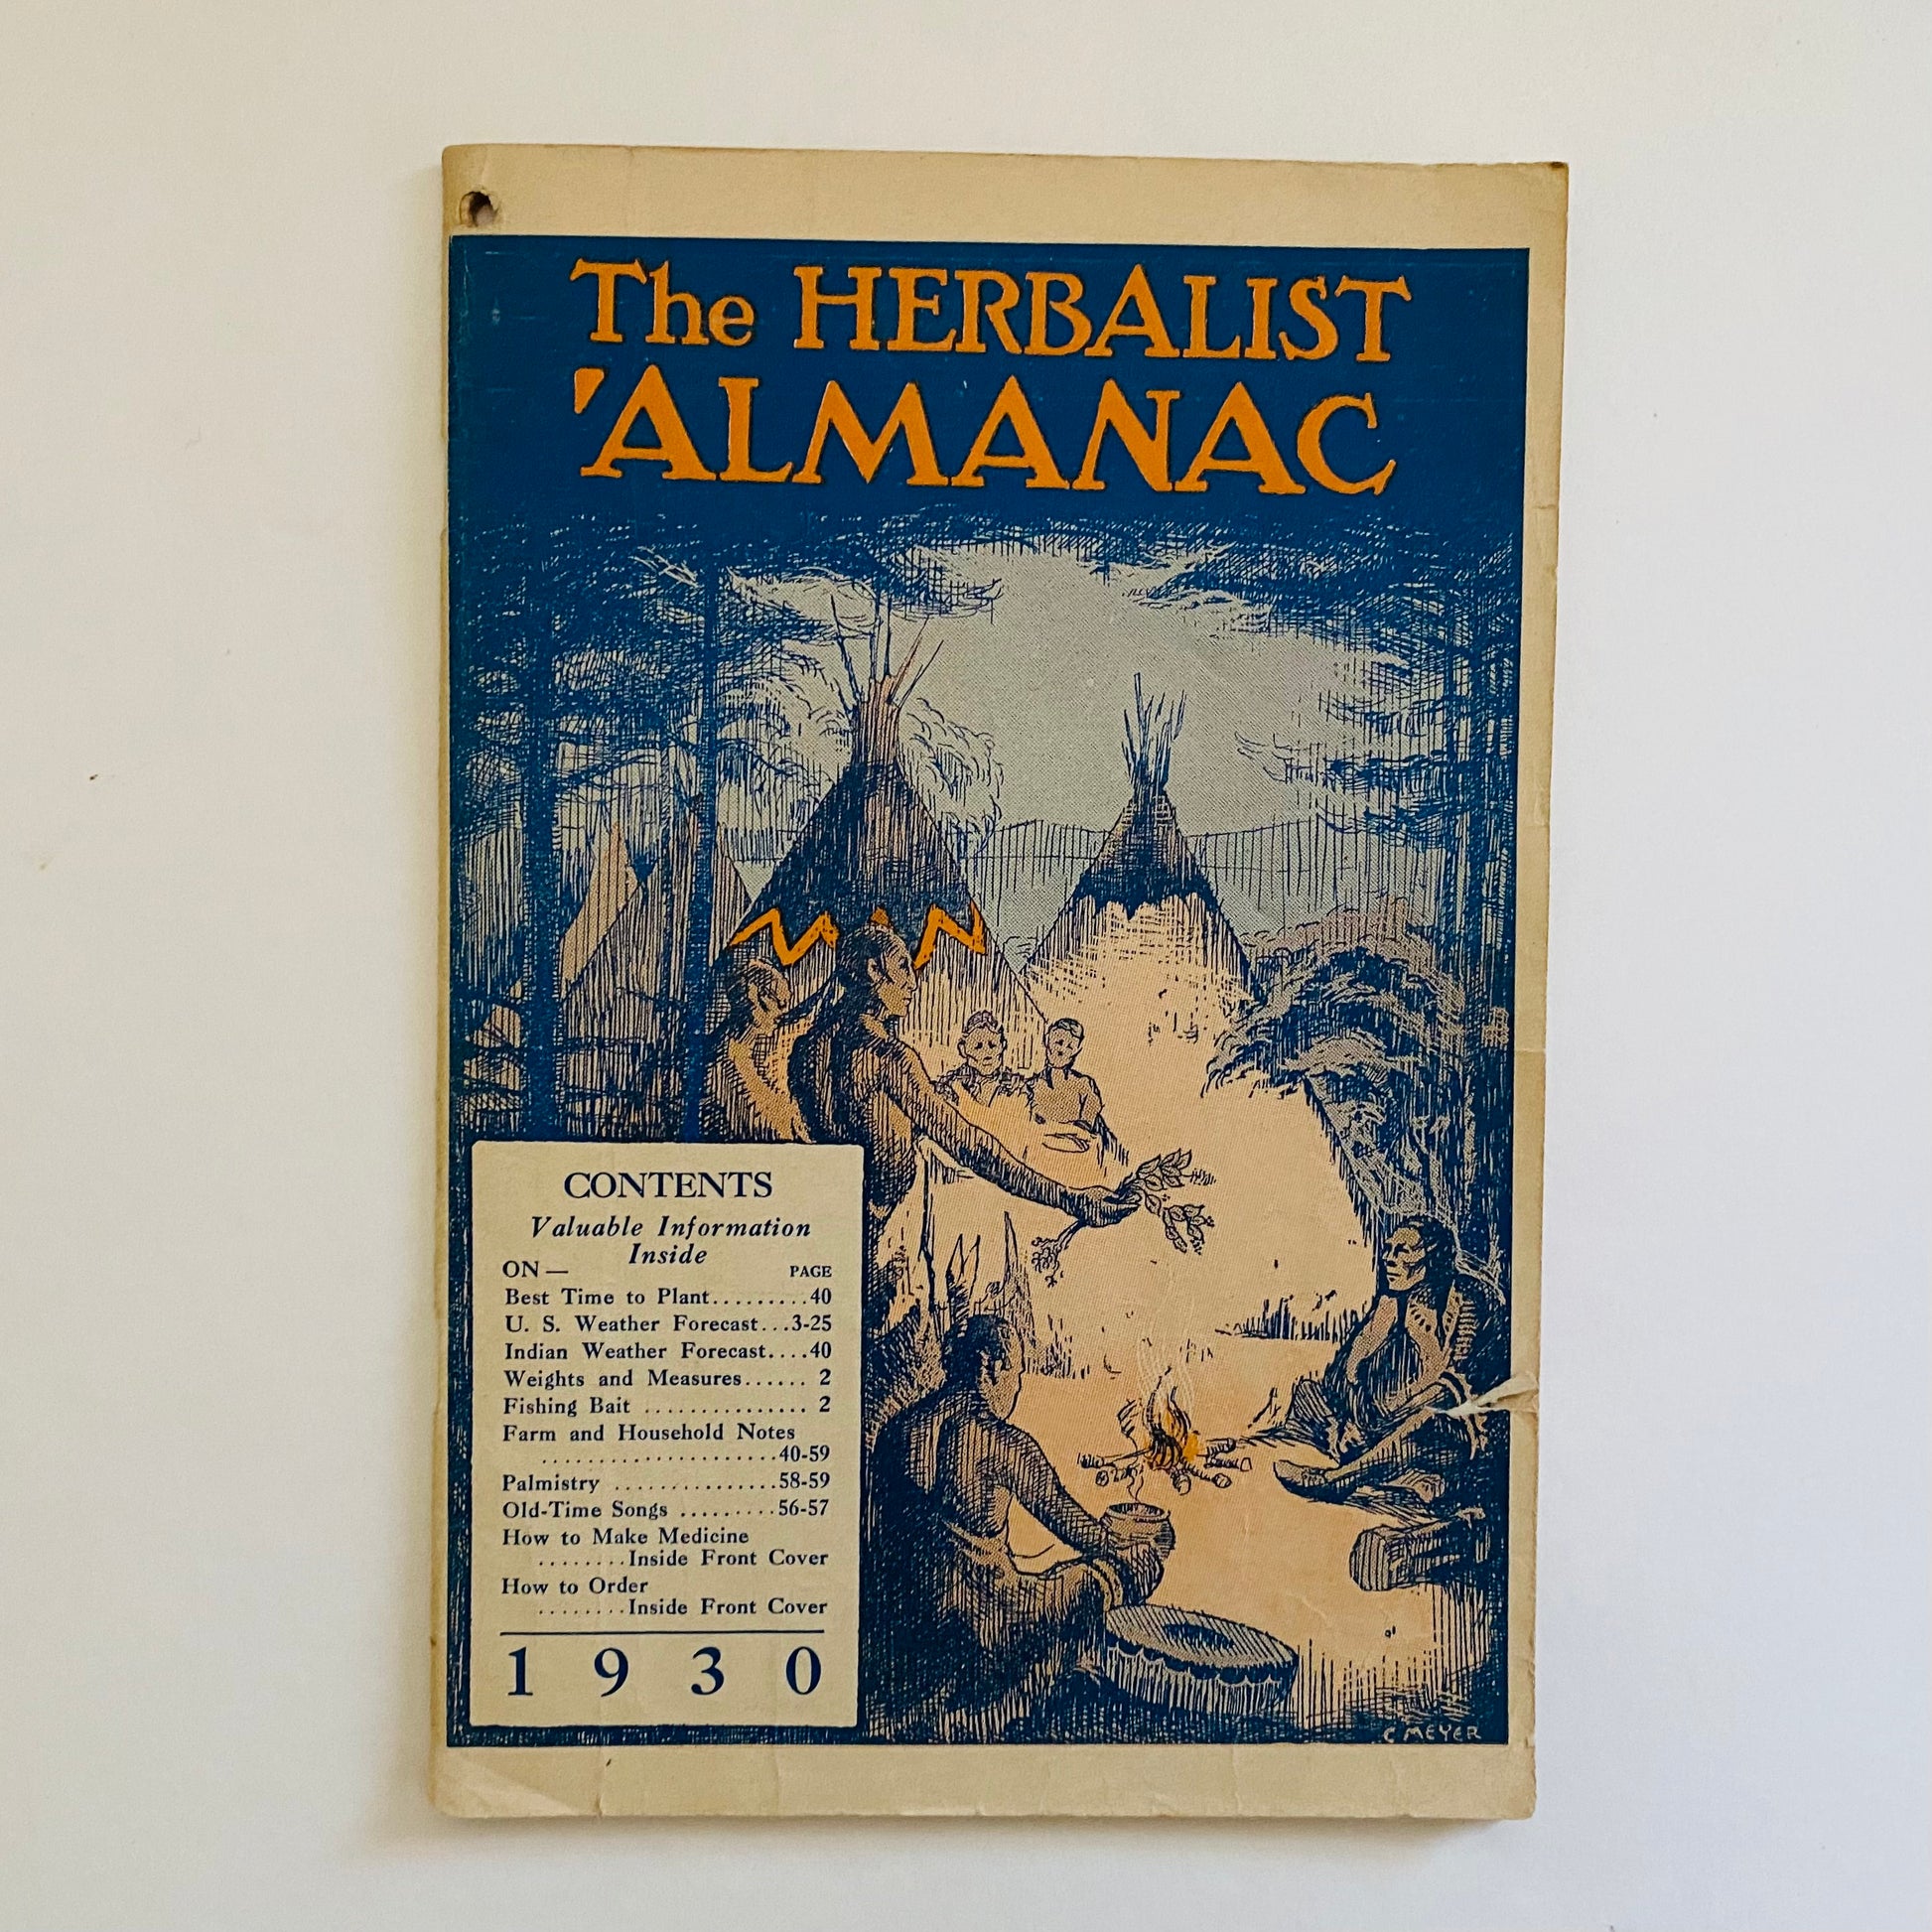 The HERBALIST
'ALMANAC
CONTENTS
Valuable Information
Inside
ON— PAGE
Best Time to Plant.........40
U. S. Weather Forecast...3-25
Indian Weather Forecast....40
Weights and Measures...... 2
Fishing Bait ............... 2
Farm and Household Notes
......................40-59
Palmistry ...............58-59
Old-Time Songs .........56-57
How to Make Medicine
........Inside Front Cover
How to Order
........Inside Front Cover
1930
C MEYER